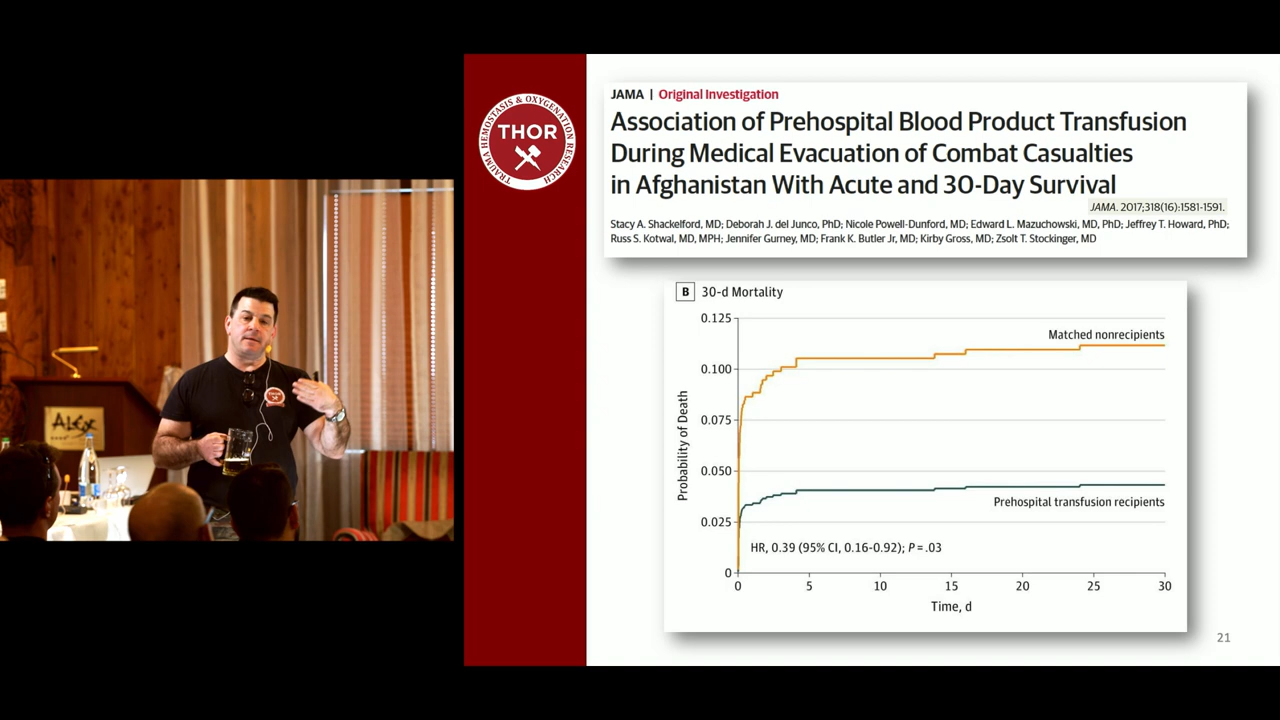 THOR
TRAUMA HEMOSTASIS & OXYGENATION RESEARCH
JAMA | Original Investigation
Association of Prehospital Blood Product Transfusion
During Medical Evacuation of Combat Casualties
in Afghanistan With Acute and 30-Day Survival
JAMA. 2017;318(16):1581-1591.
Stacy A. Shackelford, MD; Deborah J. del Junco, PhD; Nicole Powell-Dunford, MD; Edward L. Mazuchowski, MD, PhD; Jeffrey T. Howard, PhD;
Russ S. Kotwal, MD, MPH; Jennifer Gurney, MD; Frank K. Butler Jr, MD; Kirby Gross, MD; Zsolt T. Stockinger, MD
B 30-d Mortality
0.125
0.100
0.075
0.050
0.025
0
Probability of Death
Matched nonrecipients
Prehospital transfusion recipients
HR, 0.39 (95% CI, 0.16-0.92); P = .03
0 5 10 15 20 25 30
Time, d
21
THOR
ALEX